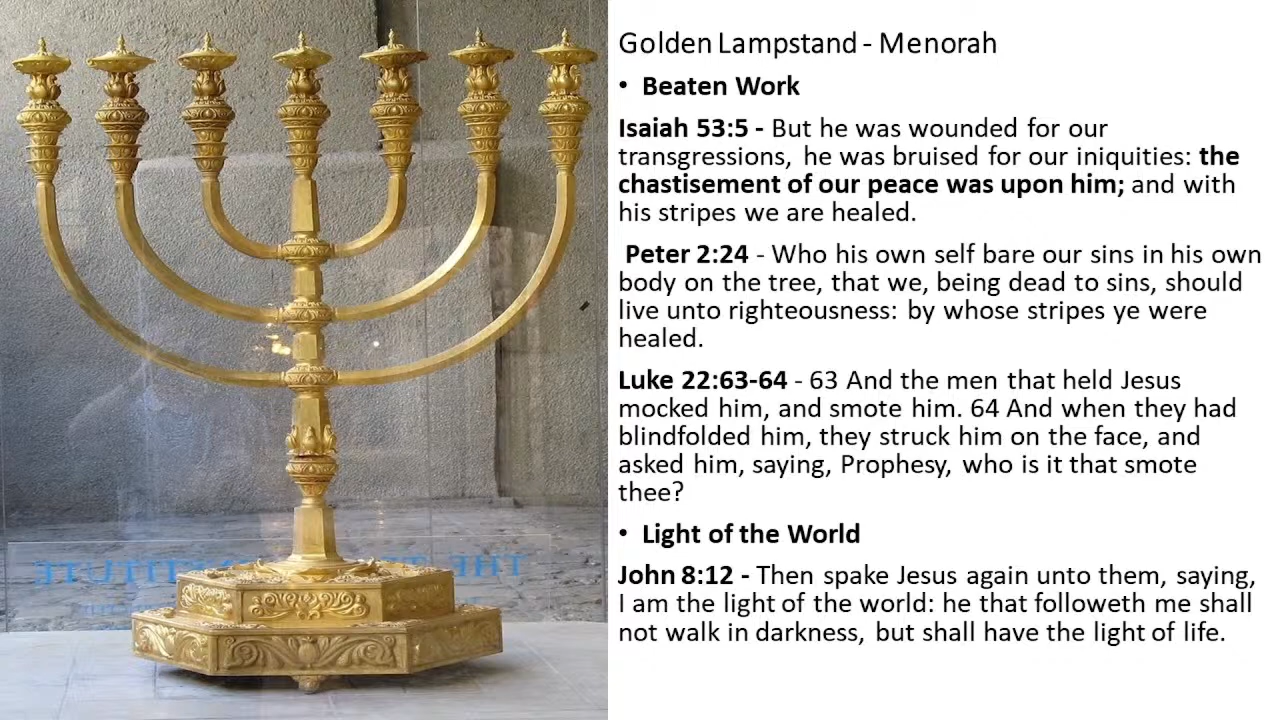 Golden Lampstand - Menorah
• Beaten Work
Isaiah 53:5 - But he was wounded for our
transgressions, he was bruised for our iniquities: the
chastisement of our peace was upon him; and with
his stripes we are healed.
Peter 2:24 - Who his own self bare our sins in his own
body on the tree, that we, being dead to sins, should
live unto righteousness: by whose stripes ye were
healed.
Luke 22:63-64 - 63 And the men that held Jesus
mocked him, and smote him. 64 And when they had
blindfolded him, they struck him on the face, and
asked him, saying, Prophesy, who is it that smote
thee?
• Light of the World
John 8:12 - Then spake Jesus again unto them, saying,
I am the light of the world: he that followeth me shall
not walk in darkness, but shall have the light of life.